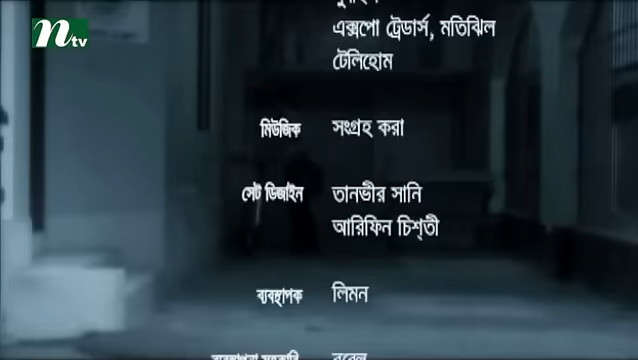 ntv
এক্সপো ট্রেডার্স, মতিঝিল
টেলিহোম
মিউজিক সংগ্রহ করা
সেট ডিজাইন তানভীর সানি
আরিফিন চিশ্‌তী
ব্যবস্থাপক লিমন